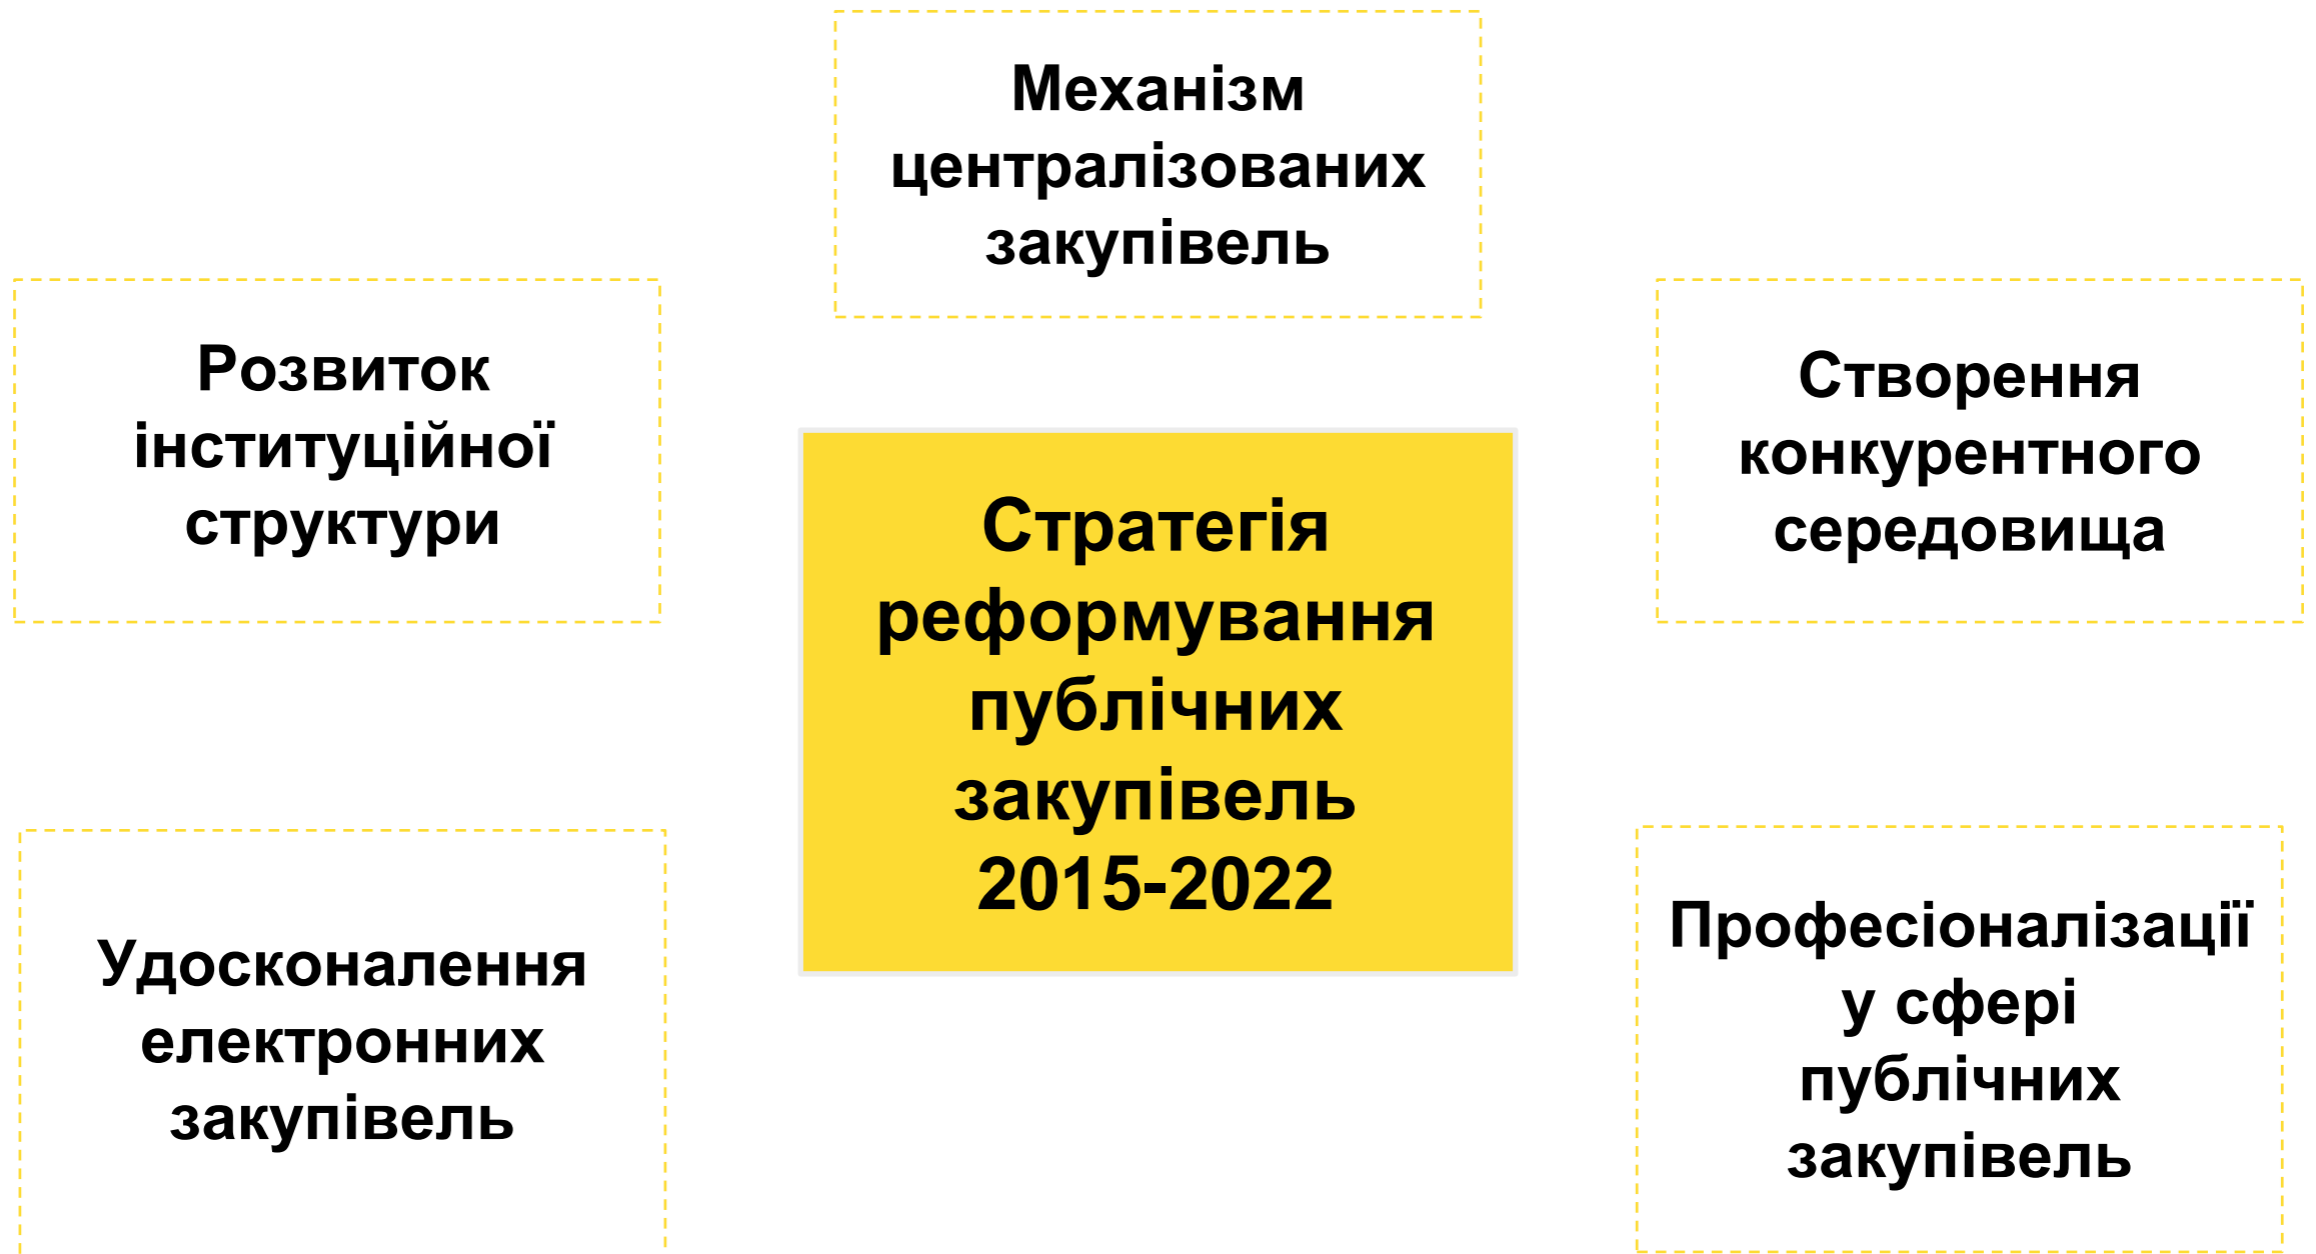 Механізм
централізованих
закупівель
Розвиток
інституційної
структури
Створення
конкурентного
середовища
Стратегія
реформування
публічних
закупівель
2015-2022
Удосконалення
електронних
закупівель
Професіоналізації
у сфері
публічних
закупівель